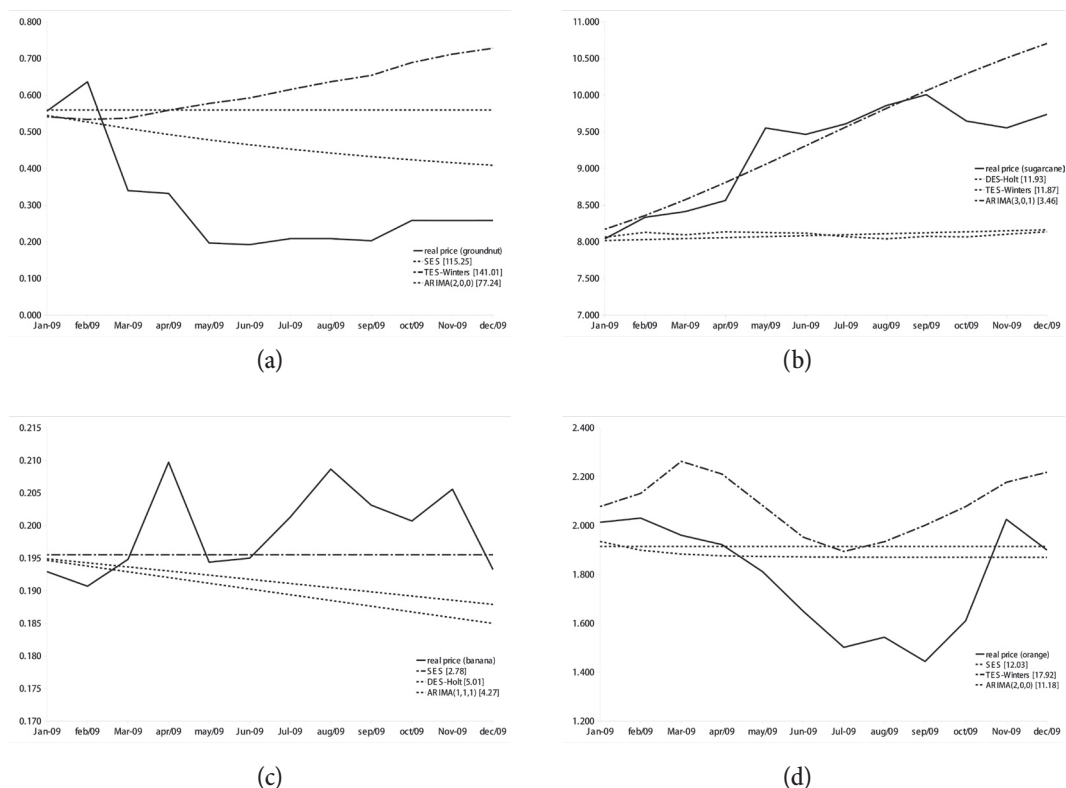 0.800
0.700
0.600
0.500
0.400
0.300
0.200
0.100
0.000
real price (groundnut)
SES [115.25]
TES-Winters [141.01]
ARIMA(2,0,0) [77.24]
Jan-09 feb/09 Mar-09 apr/09 may/09 Jun-09 Jul-09 aug/09 sep/09 oct/09 Nov-09 dec/09
(a)
11.000
10.500
10.000
9.500
9.000
8.500
8.000
7.500
7.000
real price (sugarcane)
DES-Holt [11.93]
TES-Winters [11.87]
ARIMA(3,0,1) [3.46]
Jan-09 feb/09 Mar-09 apr/09 may/09 Jun-09 Jul-09 aug/09 sep/09 oct/09 Nov-09 dec/09
(b)
0.215
0.210
0.205
0.200
0.195
0.190
0.185
0.180
0.175
0.170
real price (banana)
SES [2.78]
DES-Holt [5.01]
ARIMA(1,1,1) [4.27]
Jan-09 feb/09 Mar-09 apr/09 may/09 Jun-09 Jul-09 aug/09 sep/09 oct/09 Nov-09 dec/09
(c)
2.400
2.200
2.000
1.800
1.600
1.400
1.200
real price (orange)
SES [12.03]
TES-Winters [17.92]
ARIMA(2,0,0) [11.18]
Jan-09 feb/09 Mar-09 apr/09 may/09 Jun-09 Jul-09 aug/09 sep/09 oct/09 Nov-09 dec/09
(d)